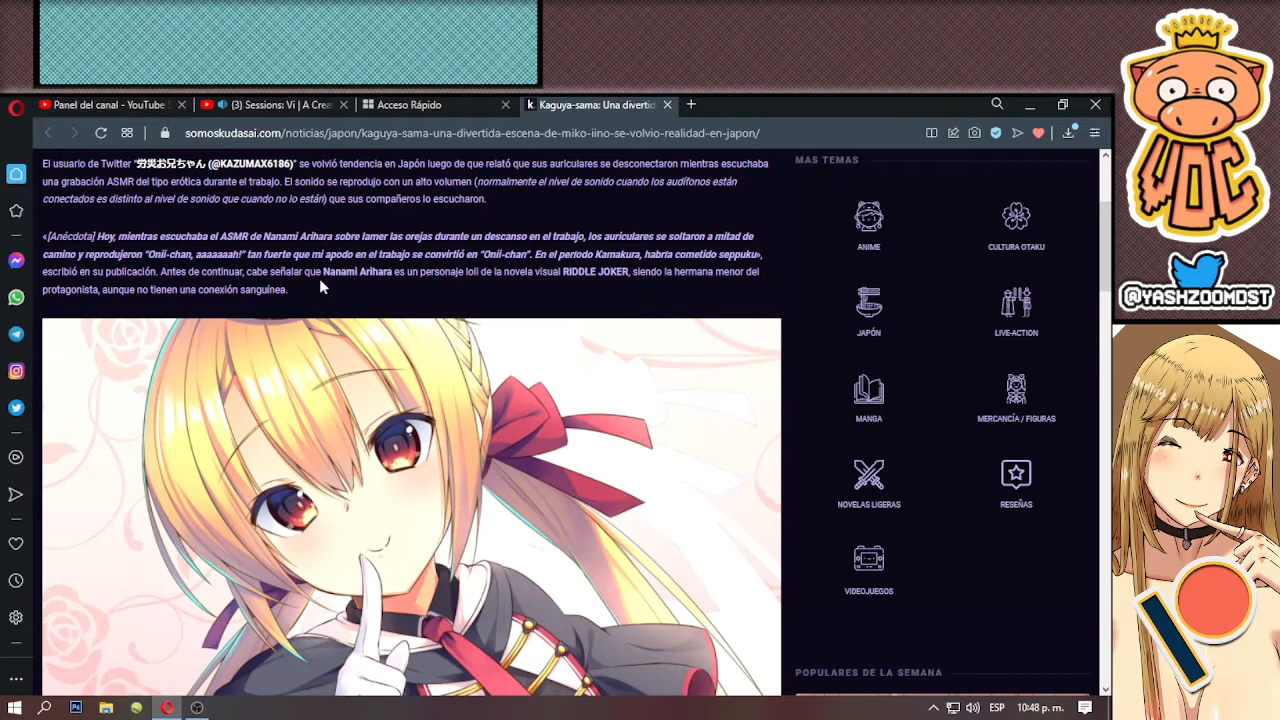 Panel del canal - YouTube S
(3) Sessions: Vi | A Crea
Acceso Rápido
Kaguya-sama: Una divertid
somoskudasai.com/noticias/japon/kaguya-sama-una-divertida-escena-de-miko-iino-se-volvio-realidad-en-japon/
El usuario de Twitter "労災お兄ちゃん (@KAZUMAX6186)" se volvió tendencia en Japón luego de que relató que sus auriculares se desconectaron mientras escuchaba
una grabación ASMR del tipo erótica durante el trabajo. El sonido se reprodujo con un alto volumen (normalmente el nivel de sonido cuando los audífonos están
conectados es distinto al nivel de sonido que cuando no lo están) que sus compañeros lo escucharon.
«[Anécdota] Hoy, mientras escuchaba el ASMR de Nanami Arihara sobre lamer las orejas durante un descanso en el trabajo, los auriculares se soltaron a mitad de
camino y reprodujeron "Onii-chan, aaaaaaah!" tan fuerte que mi apodo en el trabajo se convirtió en "Onii-chan". En el período Kamakura, habría cometido seppuku»,
escribió en su publicación. Antes de continuar, cabe señalar que Nanami Arihara es un personaje loli de la novela visual RIDDLE JOKER, siendo la hermana menor del
protagonista, aunque no tienen una conexión sanguínea.
MAS TEMAS
ANIME
CULTURA OTAKU
JAPÓN
LIVE-ACTION
MANGA
MERCANCÍA / FIGURAS
NOVELAS LIGERAS
RESEÑAS
VIDEOJUEGOS
POPULARES DE LA SEMANA
@YASHZOOMDST
ESP
10:48 p. m.